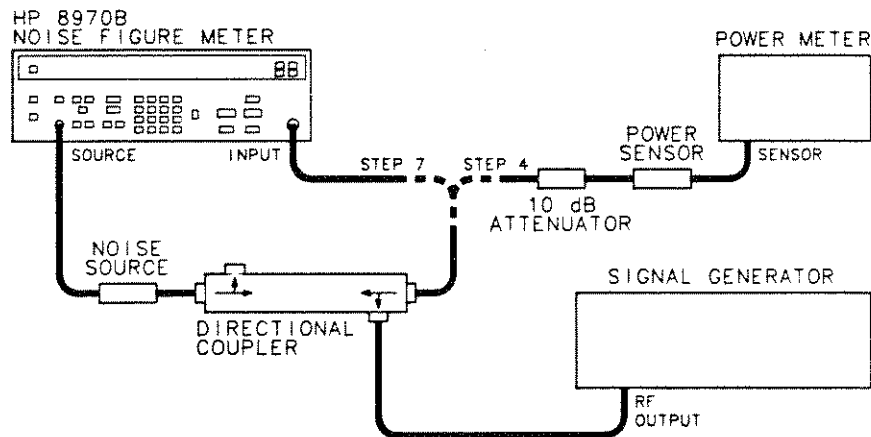 HP 8970B
NOISE FIGURE METER
POWER METER
SOURCE
INPUT
STEP 7
STEP 4
POWER
SENSOR
SENSOR
10 dB
ATTENUATOR
NOISE
SOURCE
SIGNAL GENERATOR
DIRECTIONAL
COUPLER
RF
OUTPUT